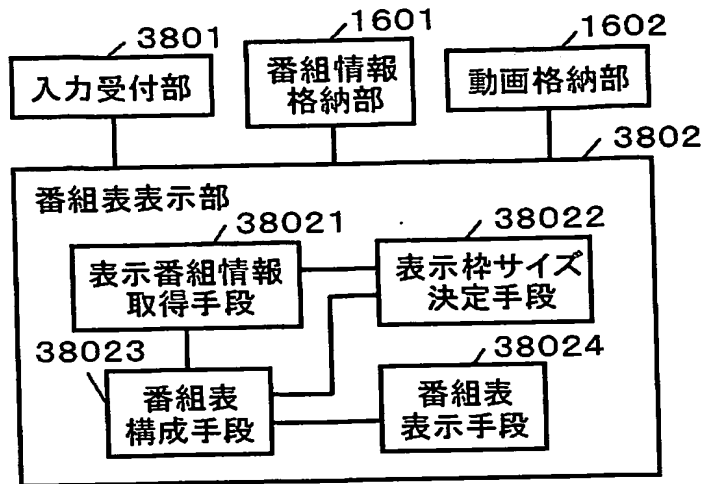 3801
1601
1602
入力受付部
番組情報
格納部
動画格納部
3802
番組表表示部
38021
38022
表示番組情報
取得手段
表示枠サイズ
決定手段
38023
38024
番組表
構成手段
番組表
表示手段